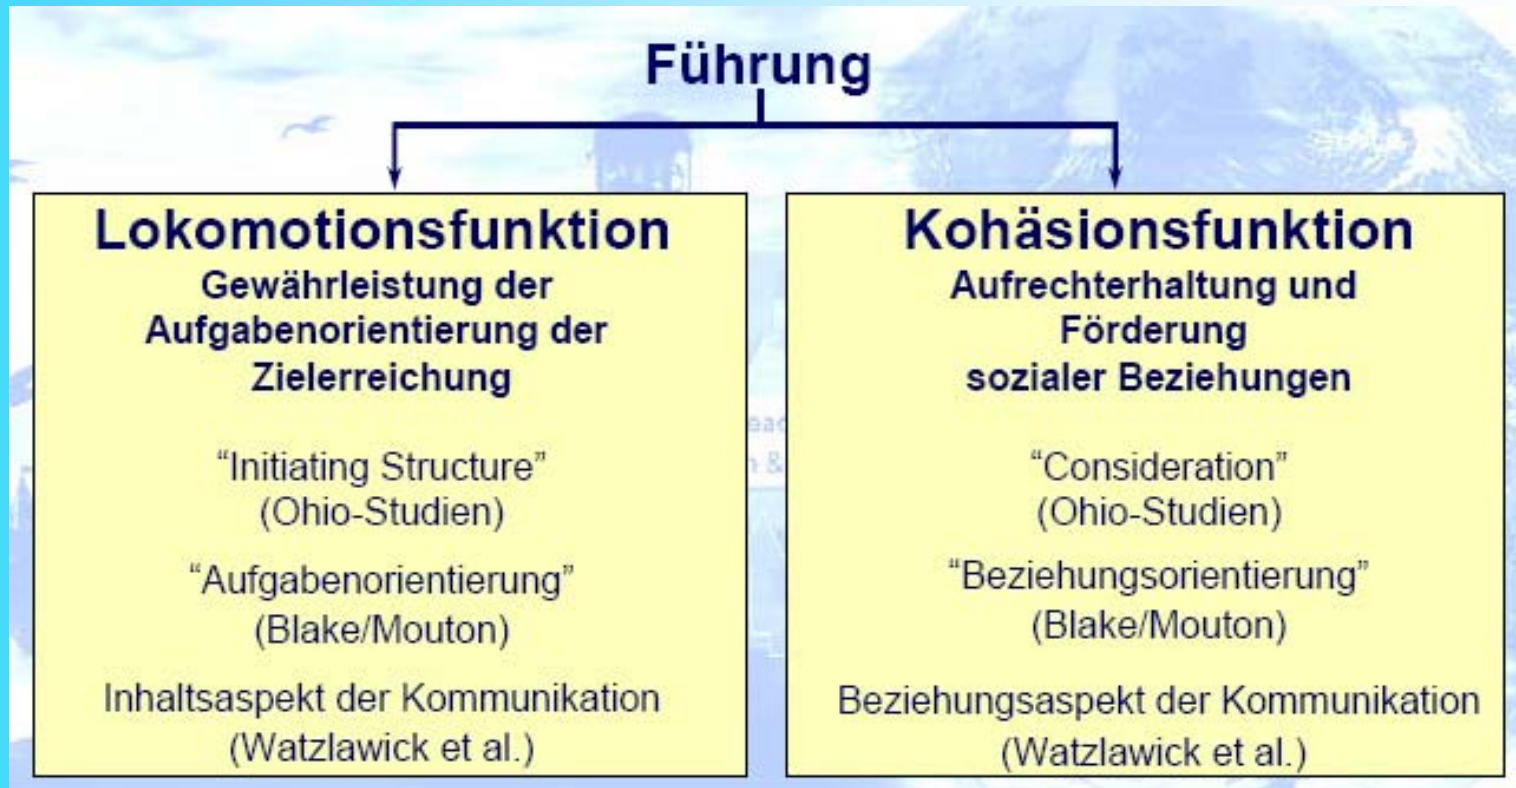 Führung
Lokomotionsfunktion
Gewährleistung der
Aufgabenorientierung der
Zielerreichung
“Initiating Structure”
(Ohio-Studien)
“Aufgabenorientierung”
(Blake/Mouton)
Inhaltsaspekt der Kommunikation
(Watzlawick et al.)
Kohäsionsfunktion
Aufrechterhaltung und
Förderung
sozialer Beziehungen
“Consideration”
(Ohio-Studien)
“Beziehungsorientierung”
(Blake/Mouton)
Beziehungsaspekt der Kommunikation
(Watzlawick et al.)